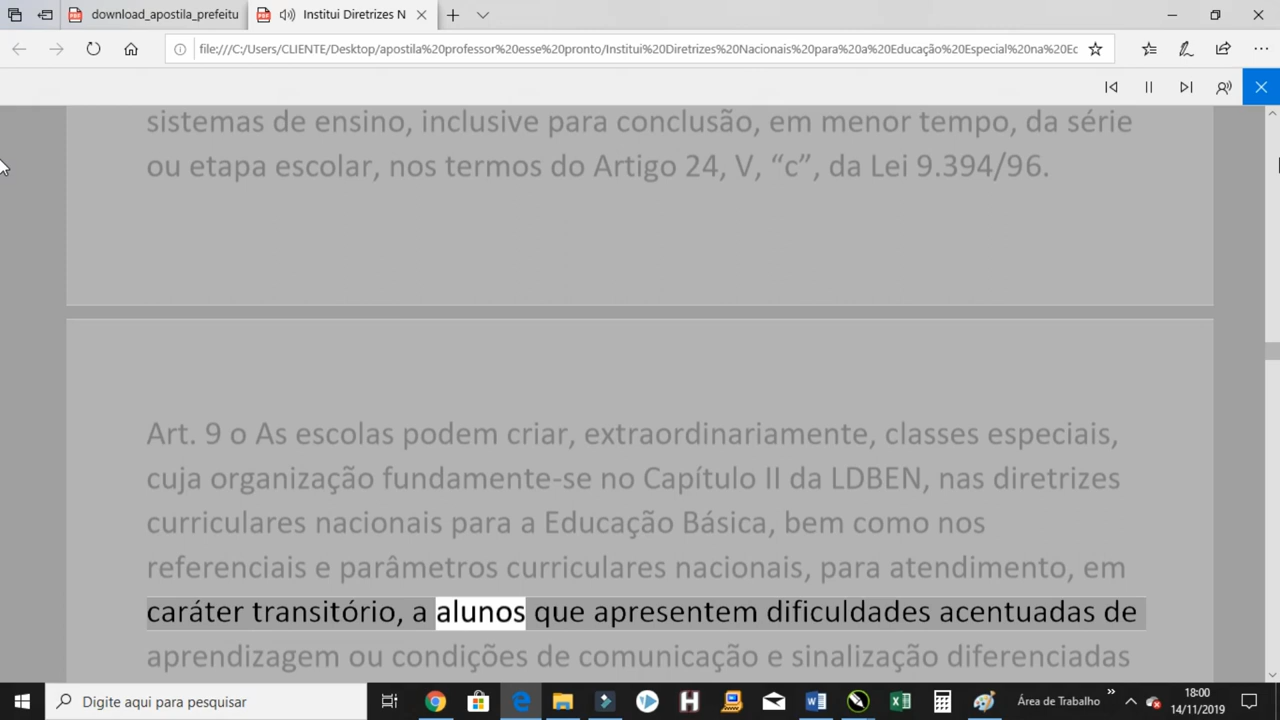 download_apostila_prefeitu
Institui Diretrizes N
file:///C:/Users/CLIENTE/Desktop/apostila%20professor%20esse%20pronto/Institui%20Diretrizes%20Nacionais%20para%20a%20Educação%20Especial%20na%20Ec
sistemas de ensino, inclusive para conclusão, em menor tempo, da série
ou etapa escolar, nos termos do Artigo 24, V, “c”, da Lei 9.394/96.
Art. 9 o As escolas podem criar, extraordinariamente, classes especiais,
cuja organização fundamente-se no Capítulo II da LDBEN, nas diretrizes
curriculares nacionais para a Educação Básica, bem como nos
referenciais e parâmetros curriculares nacionais, para atendimento, em
caráter transitório, a alunos que apresentem dificuldades acentuadas de
aprendizagem ou condições de comunicação e sinalização diferenciadas
Digite aqui para pesquisar
Área de Trabalho
18:00
14/11/2019